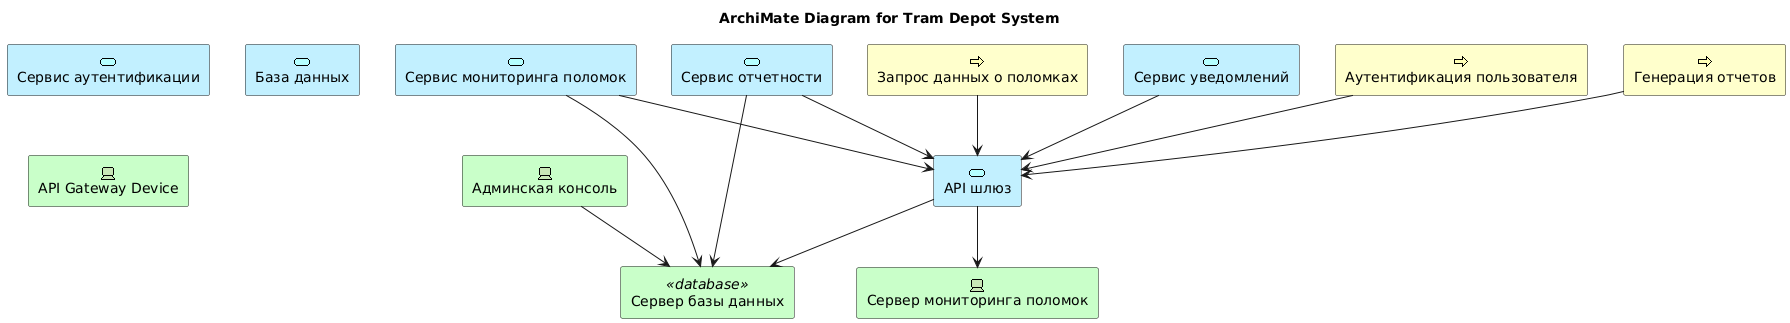 ArchiMate Diagram for Tram Depot System
Сервис аутентификации
База данных
Сервис мониторинга поломок
Сервис отчетности
Запрос данных о поломках
Сервис уведомлений
Аутентификация пользователя
Генерация отчетов
API Gateway Device
Админская консоль
API шлюз
«database»
Сервер базы данных
Сервер мониторинга поломок